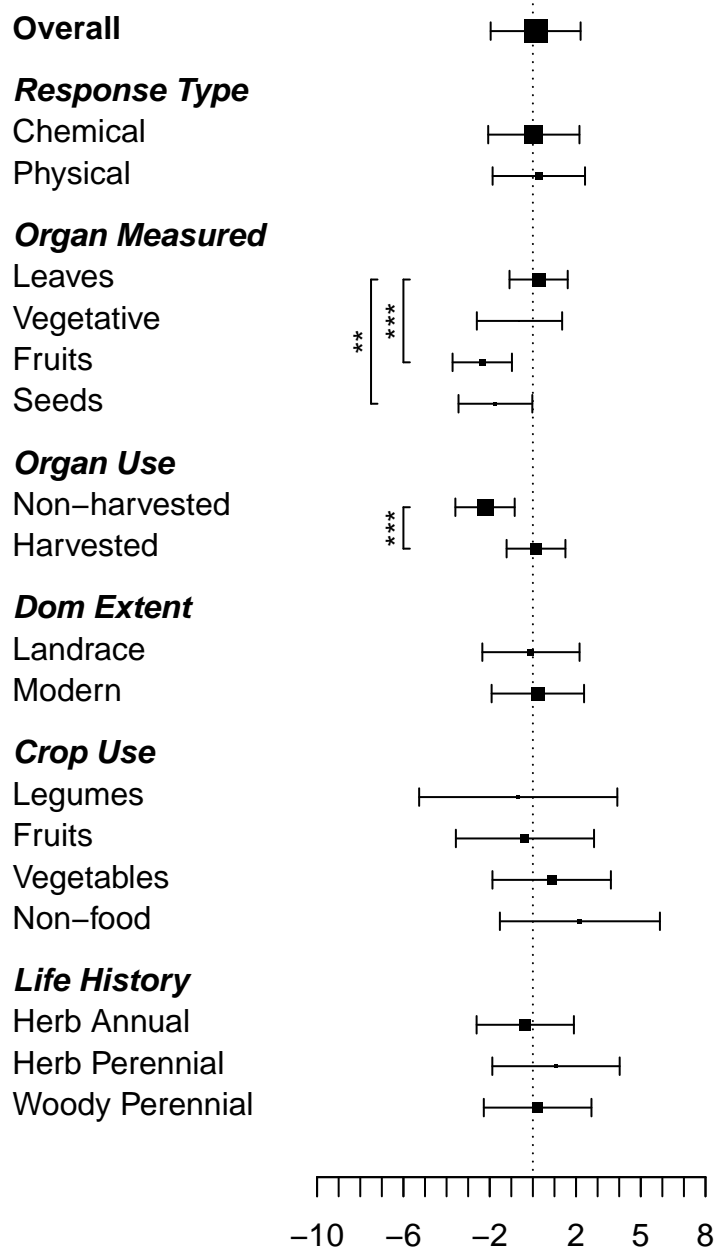 Overall
Response Type
Chemical
Physical
Organ Measured
Leaves
Vegetative
Fruits
Seeds
**
***
Organ Use
Non−harvested
Harvested
***
Dom Extent
Landrace
Modern
Crop Use
Legumes
Fruits
Vegetables
Non−food
Life History
Herb Annual
Herb Perennial
Woody Perennial
−10 −6 −2 2 5 8